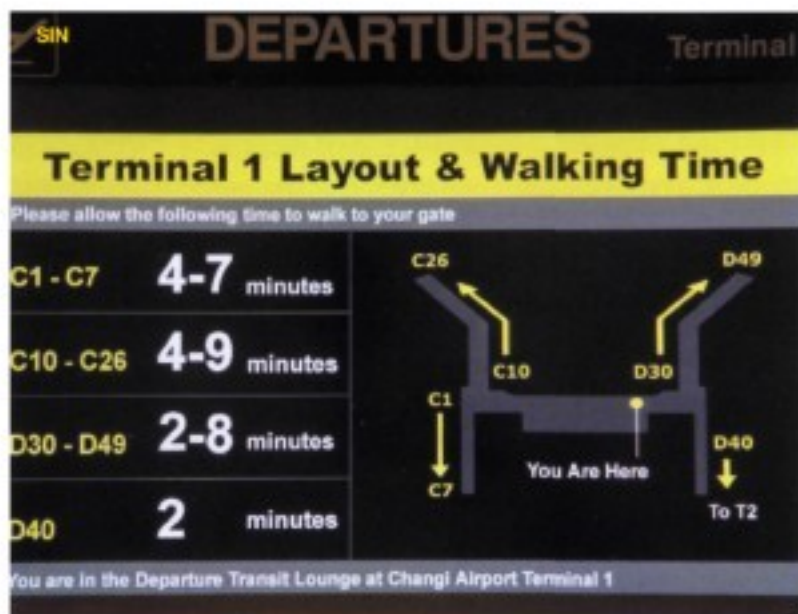 SIN
DEPARTURES
Terminal
Terminal 1 Layout & Walking Time
Please allow the following time to walk to your gate
C1 - C7 4-7 minutes
C10 - C26 4-9 minutes
D30 - D49 2-8 minutes
D40 2 minutes
C26
D49
C10
D30
C1
C7
You Are Here
D40
To T2
You are in the Departure Transit Lounge at Changi Airport Terminal 1